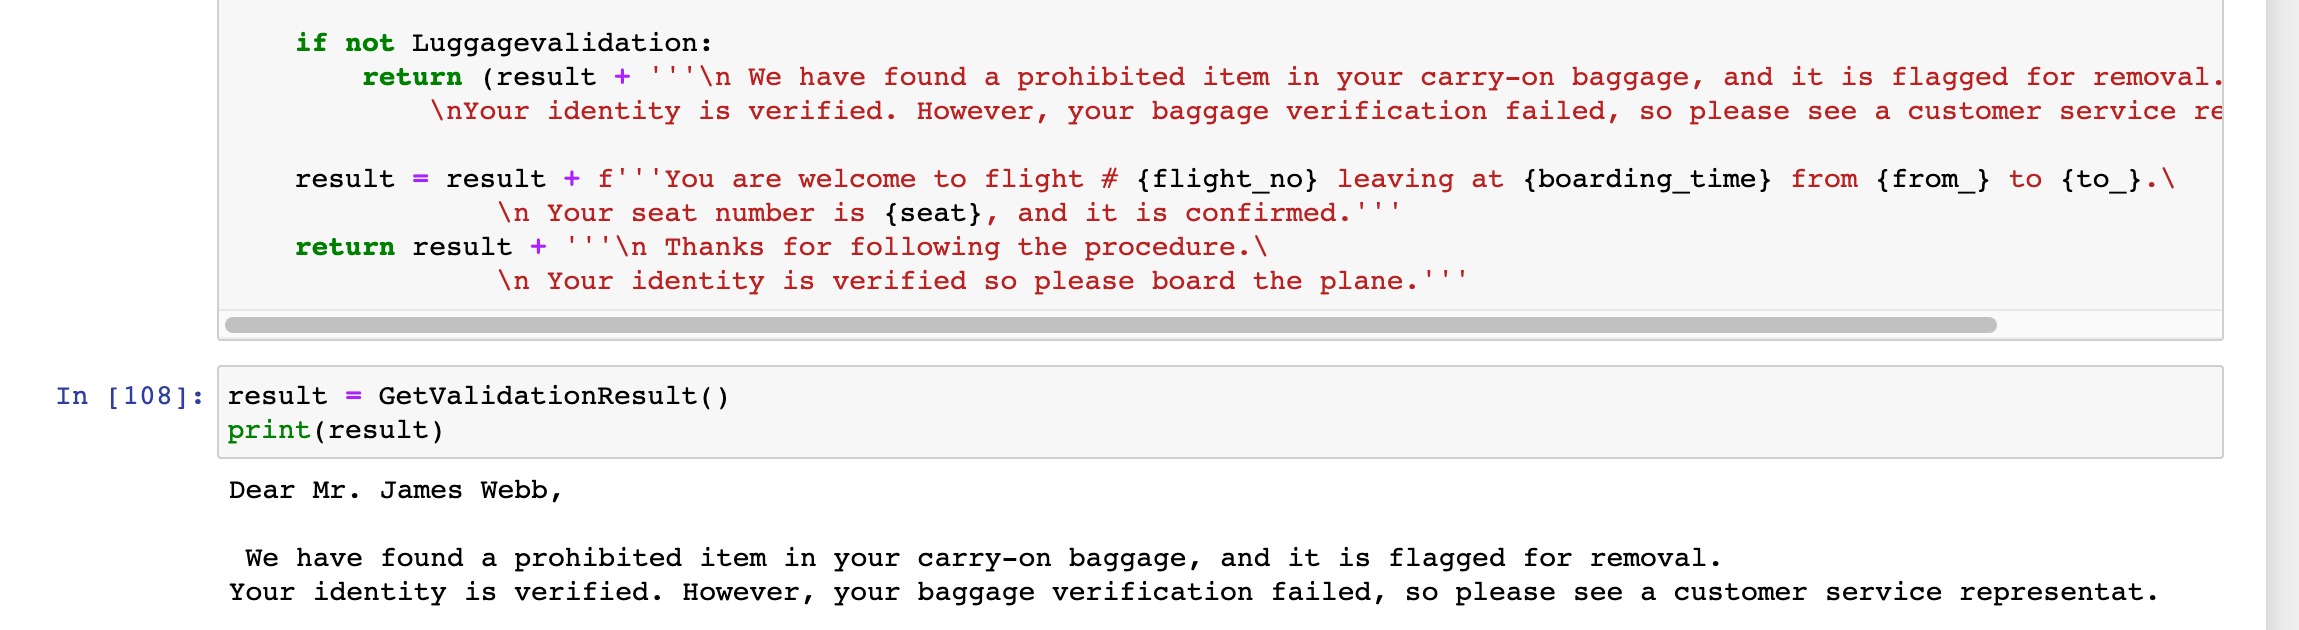 if not Luggagevalidation:
return (result + '''\n We have found a prohibited item in your carry-on baggage, and it is flagged for removal.
\nYour identity is verified. However, your baggage verification failed, so please see a customer service re
result = result + f'''You are welcome to flight # {flight_no} leaving at {boarding_time} from {from_} to {to_}.\
\n Your seat number is {seat}, and it is confirmed.'''
return result + '''\n Thanks for following the procedure.\
\n Your identity is verified so please board the plane.'''
In [108]: result = GetValidationResult()
print(result)
Dear Mr. James Webb,
We have found a prohibited item in your carry-on baggage, and it is flagged for removal.
Your identity is verified. However, your baggage verification failed, so please see a customer service representat.